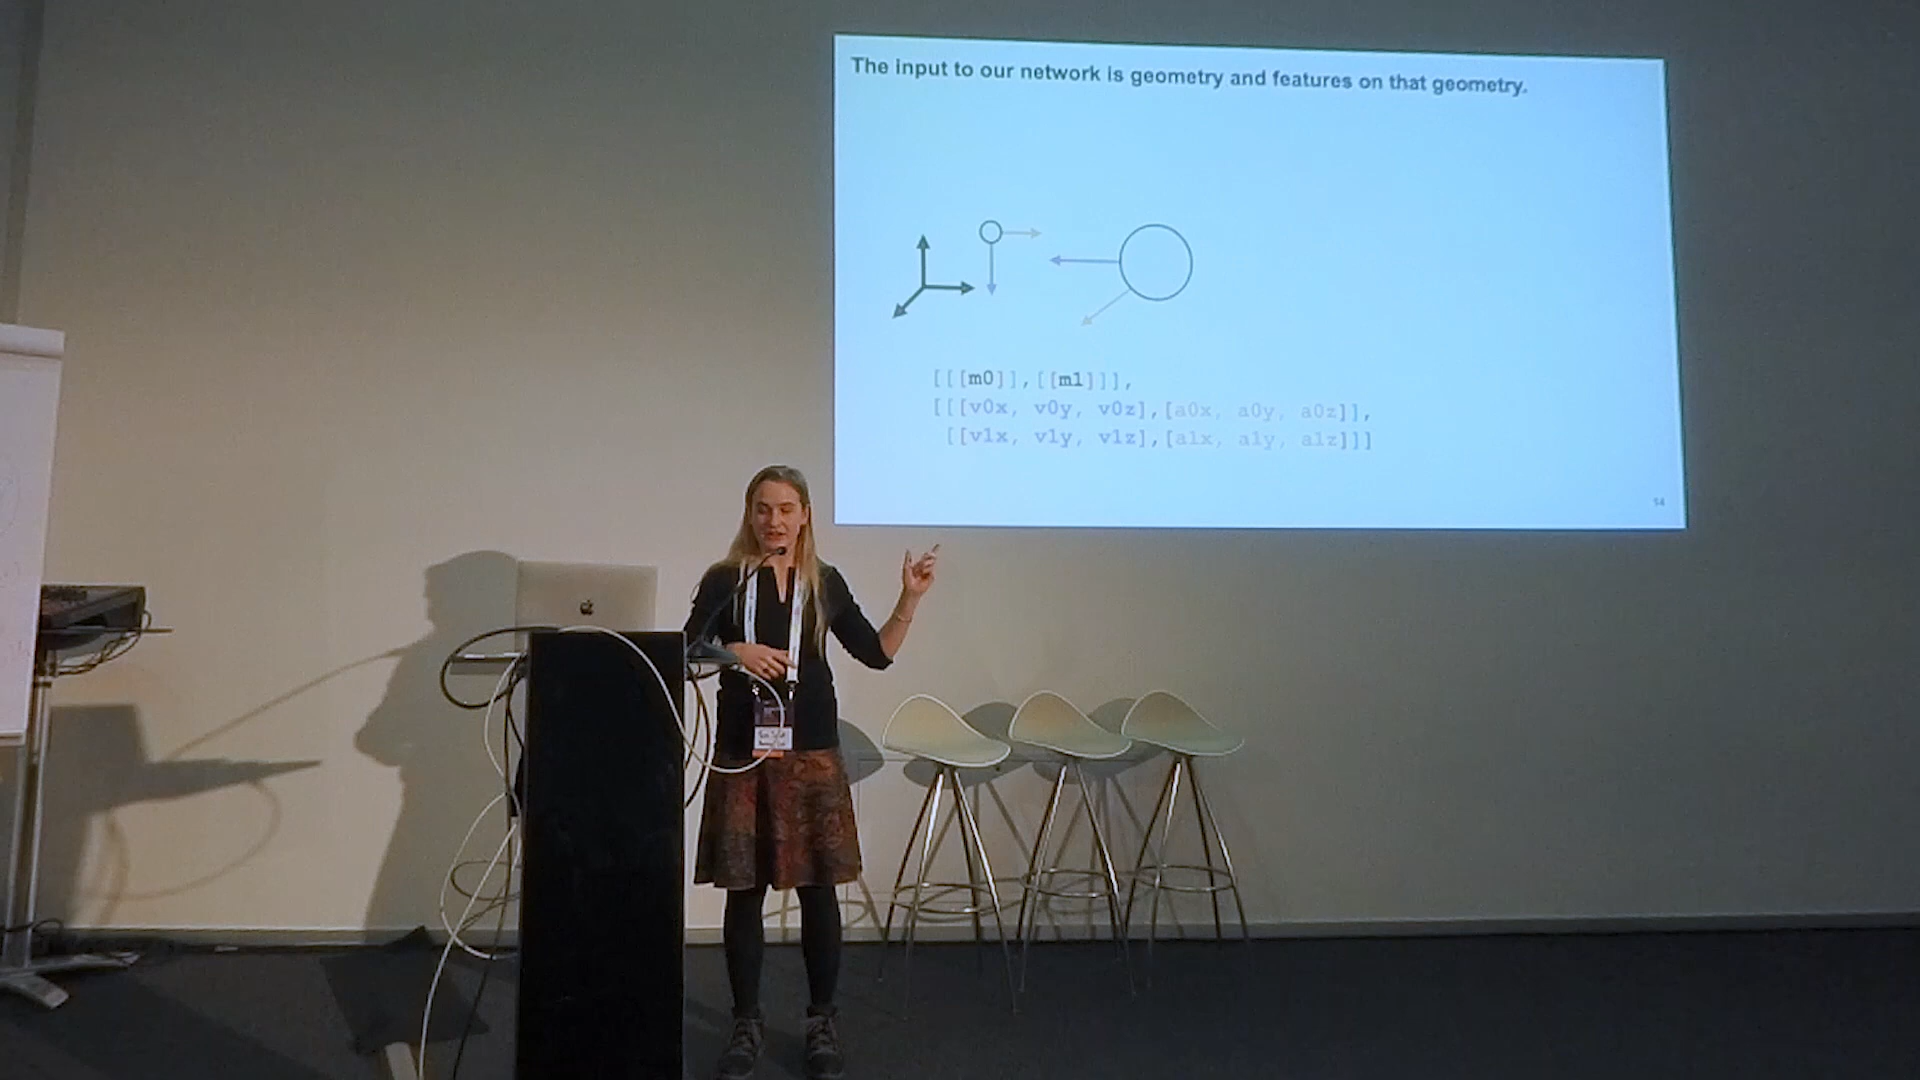 The input to our network is geometry and features on that geometry.
[[[m0]],[[m1]]],
[[[v0x, v0y, v0z],[a0x, a0y, a0z]],
[[v1x, v1y, v1z],[a1x, a1y, a1z]]]